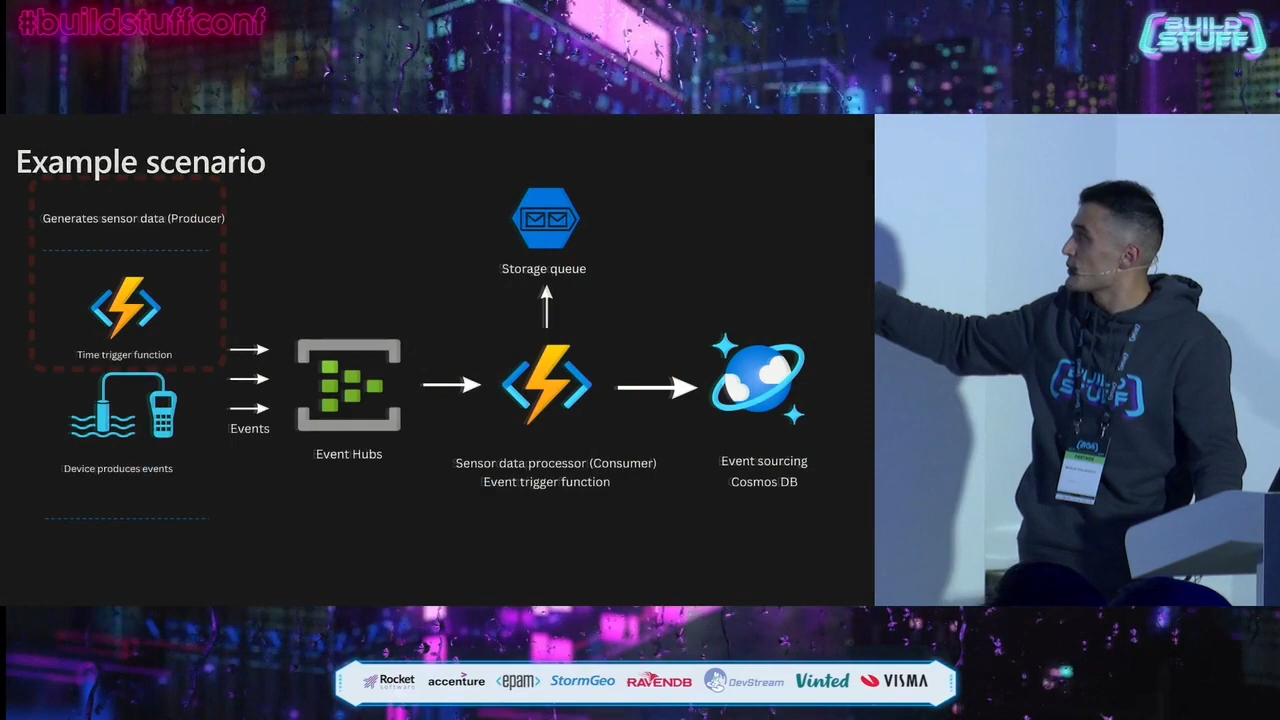 #buildstuffconf
BUILD
STUFF
Example scenario
Generates sensor data (Producer)
Time trigger function
Device produces events
Events
Event Hubs
Storage queue
Sensor data processor (Consumer)
Event trigger function
Event sourcing
Cosmos DB
BUILD
STUFF
PARTNER
Rocket
software
accenture
<epam>
StormGeo
RAVENDB
DevStream
Vinted
VISMA